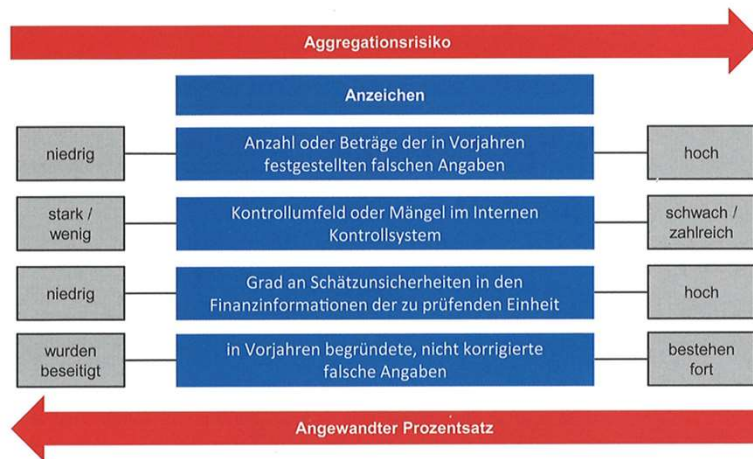 Aggregationsrisiko
Anzeichen
niedrig
Anzahl oder Beträge der in Vorjahren
festgestellten falschen Angaben
hoch
stark /
wenig
Kontrollumfeld oder Mängel im Internen
Kontrollsystem
schwach /
zahlreich
niedrig
Grad an Schätzunsicherheiten in den
Finanzinformationen der zu prüfenden Einheit
hoch
wurden
beseitigt
in Vorjahren begründete, nicht korrigierte
falsche Angaben
bestehen
fort
Angewandter Prozentsatz